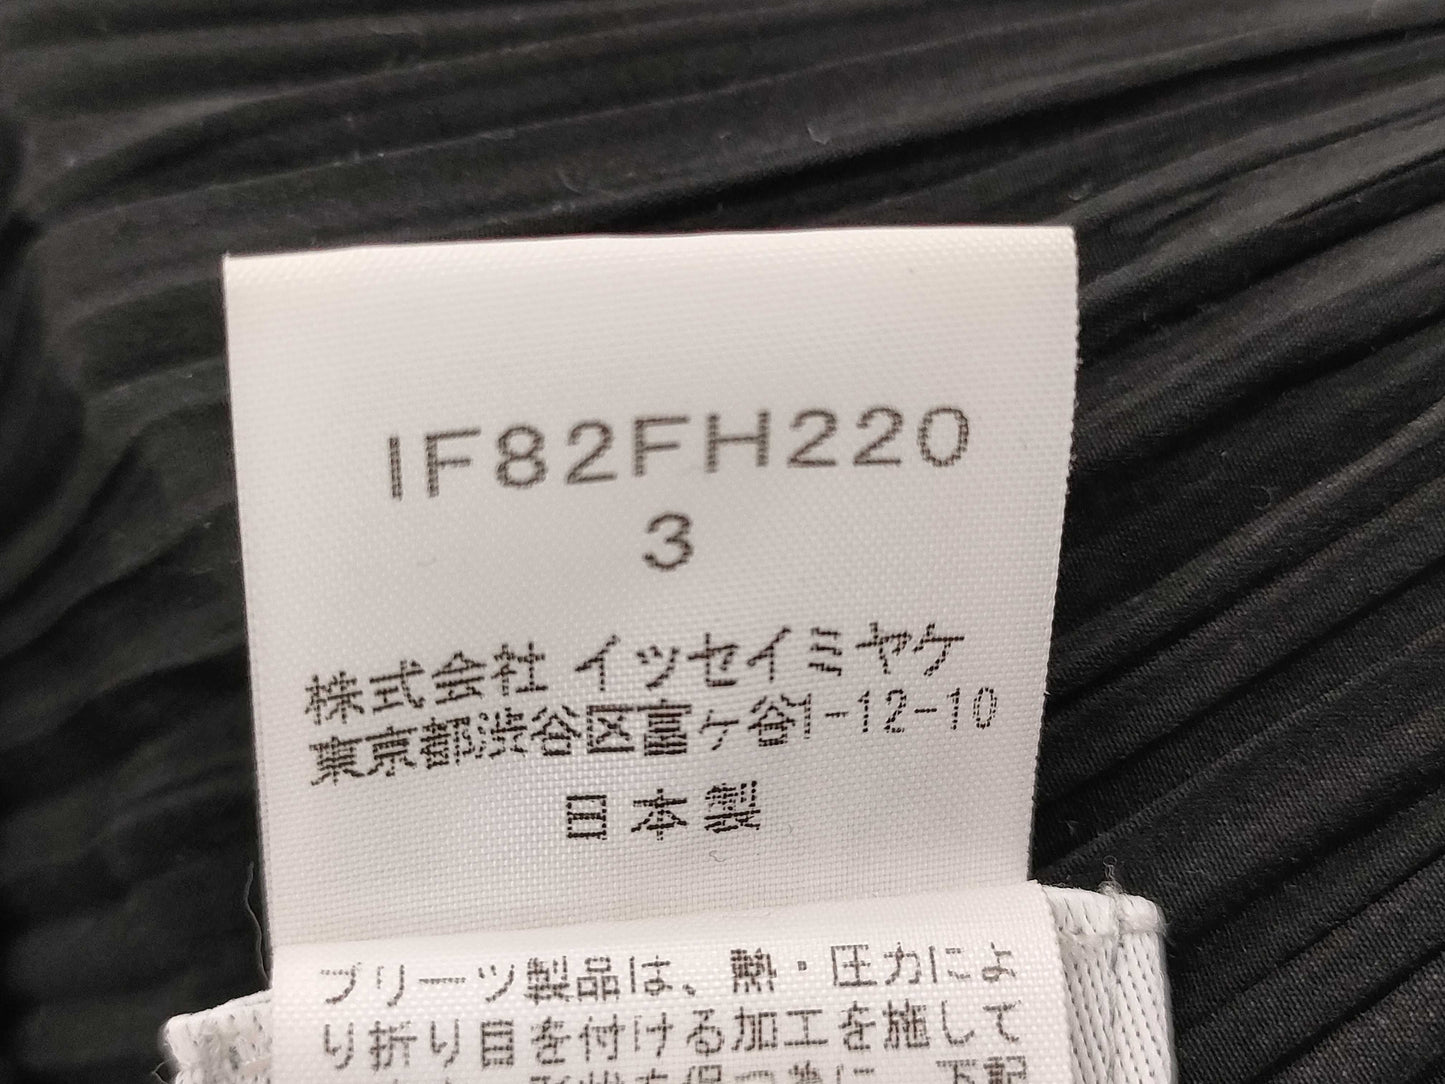 IF82FH220
3
株式会社 イッセイミヤケ
東京都渋谷区富ケ谷1-12-10
日本製
プリーツ製品は、熱・圧力によ
り折り目を付ける加工を施して